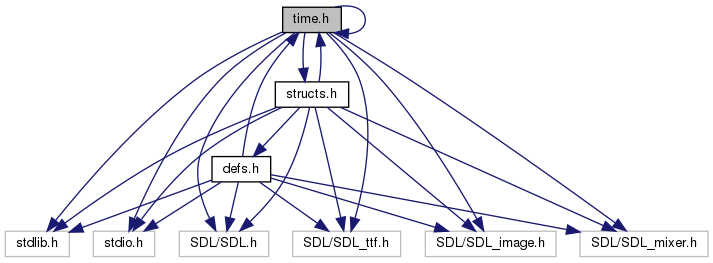 time.h
structs.h
defs.h
stdlib.h
stdio.h
SDL/SDL.h
SDL/SDL_ttf.h
SDL/SDL_image.h
SDL/SDL_mixer.h